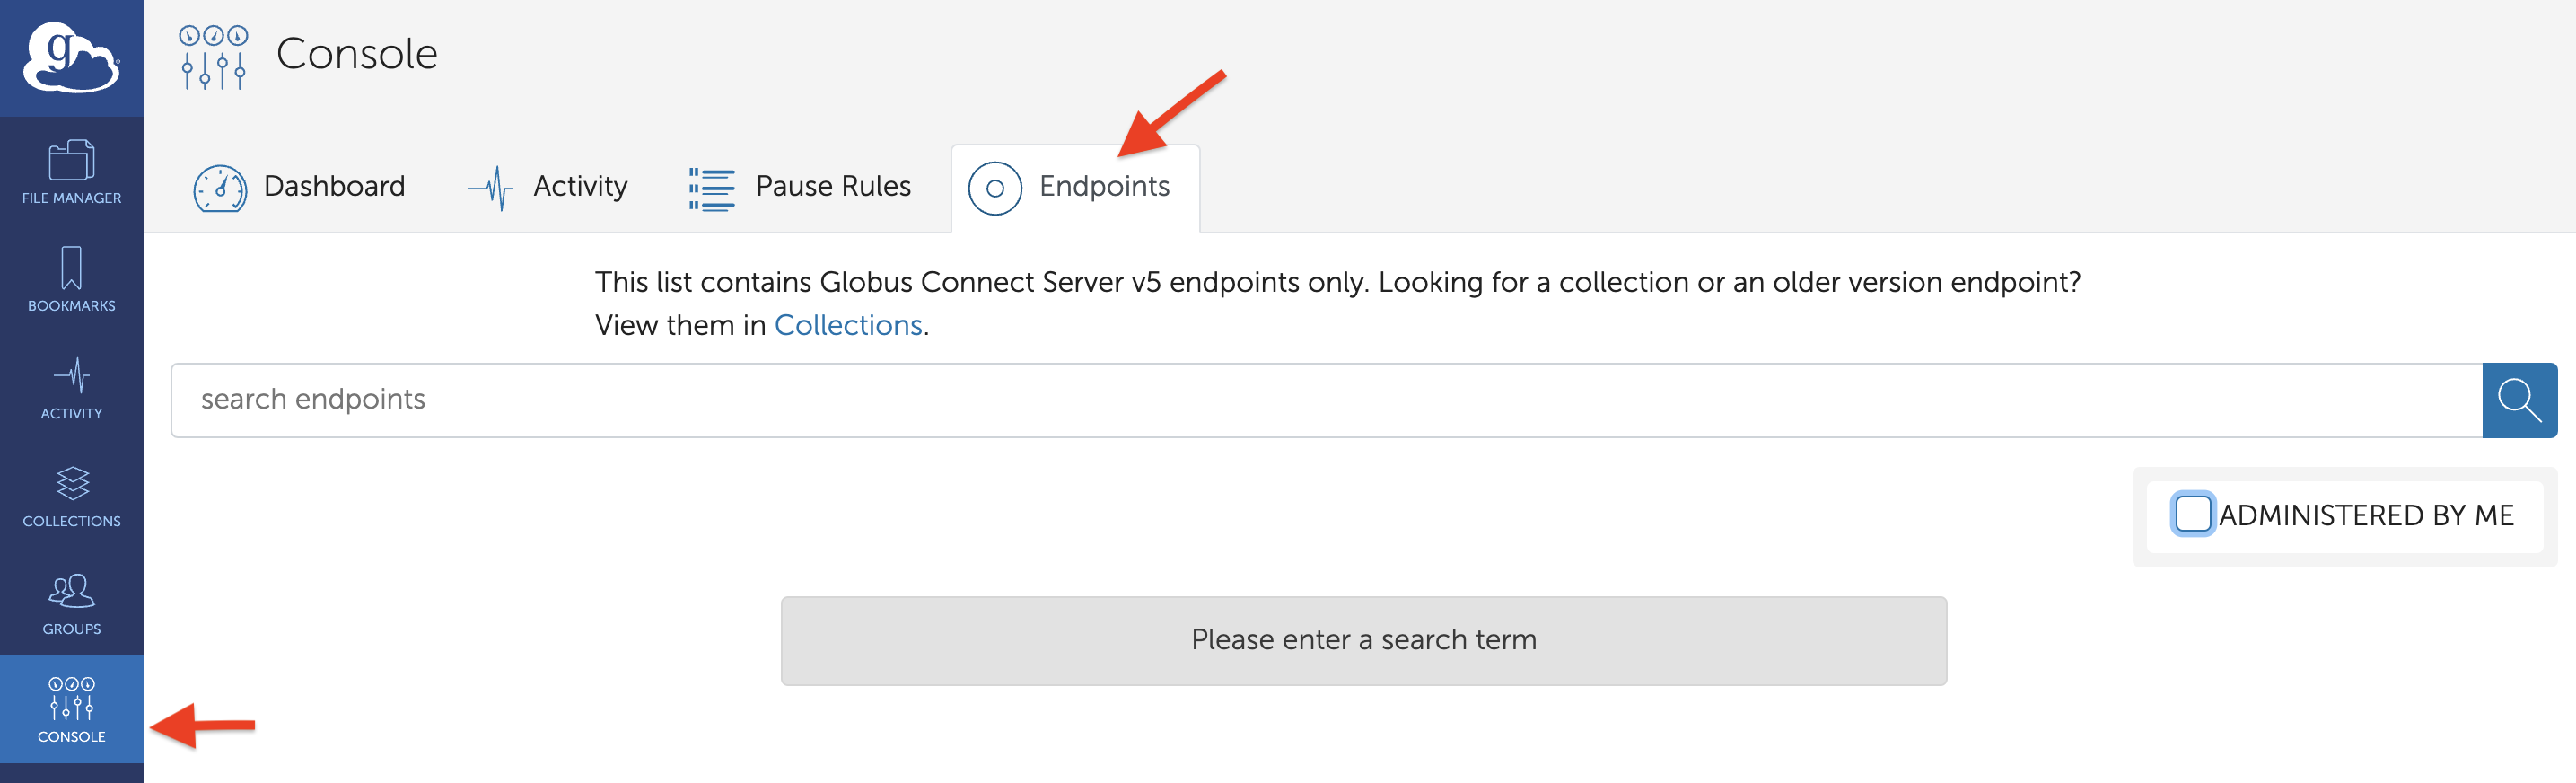 g
Console
FILE MANAGER
BOOKMARKS
ACTIVITY
COLLECTIONS
GROUPS
CONSOLE
Dashboard
Activity
Pause Rules
Endpoints
This list contains Globus Connect Server v5 endpoints only. Looking for a collection or an older version endpoint?
View them in Collections.
search endpoints
ADMINISTERED BY ME
Please enter a search term